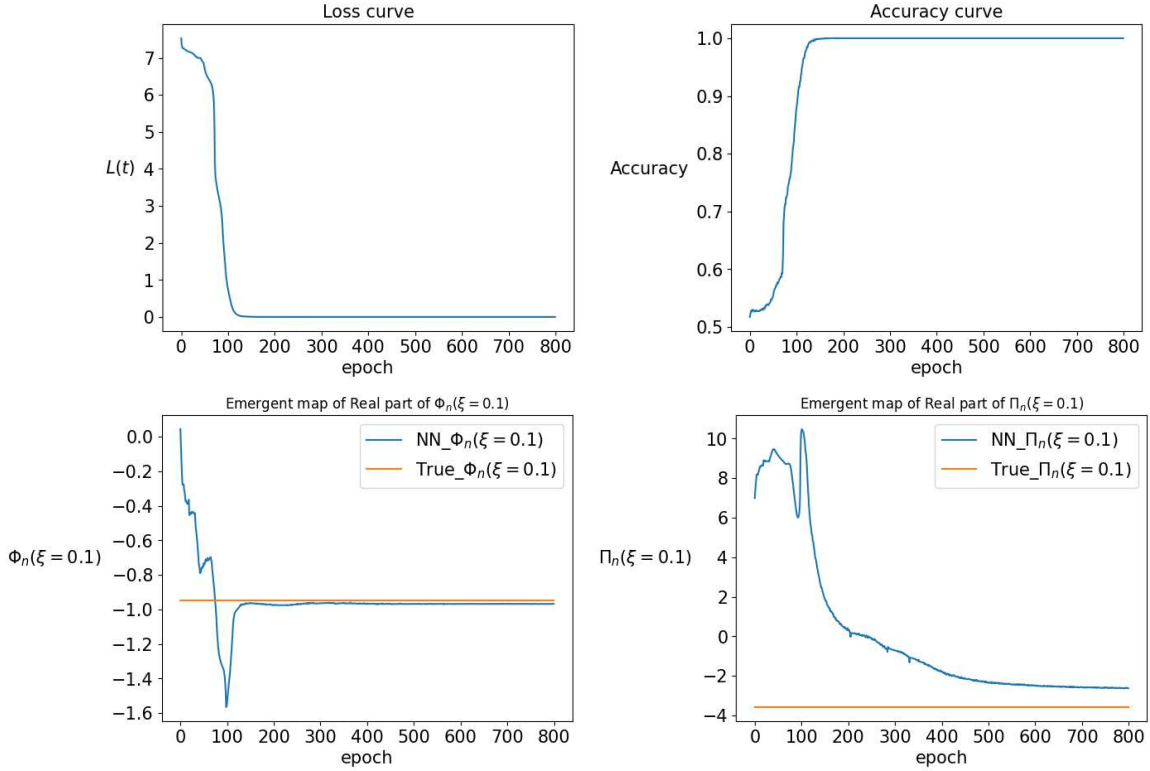 Loss curve
7
6
5
4
3
2
1
0
L(t)
0 100 200 300 400 500 600 700 800
epoch
Accuracy curve
1.0
0.9
0.8
0.7
0.6
0.5
Accuracy
0 100 200 300 400 500 600 700 800
epoch
Emergent map of Real part of Φₙ(ξ = 0.1)
0.0
−0.2
−0.4
−0.6
−0.8
−1.0
−1.2
−1.4
−1.6
Φₙ(ξ = 0.1)
NN_Φₙ(ξ = 0.1)
True_Φₙ(ξ = 0.1)
0 100 200 300 400 500 600 700 800
epoch
Emergent map of Real part of Πₙ(ξ = 0.1)
10
8
6
4
2
0
−2
−4
Πₙ(ξ = 0.1)
NN_Πₙ(ξ = 0.1)
True_Πₙ(ξ = 0.1)
0 100 200 300 400 500 600 700 800
epoch